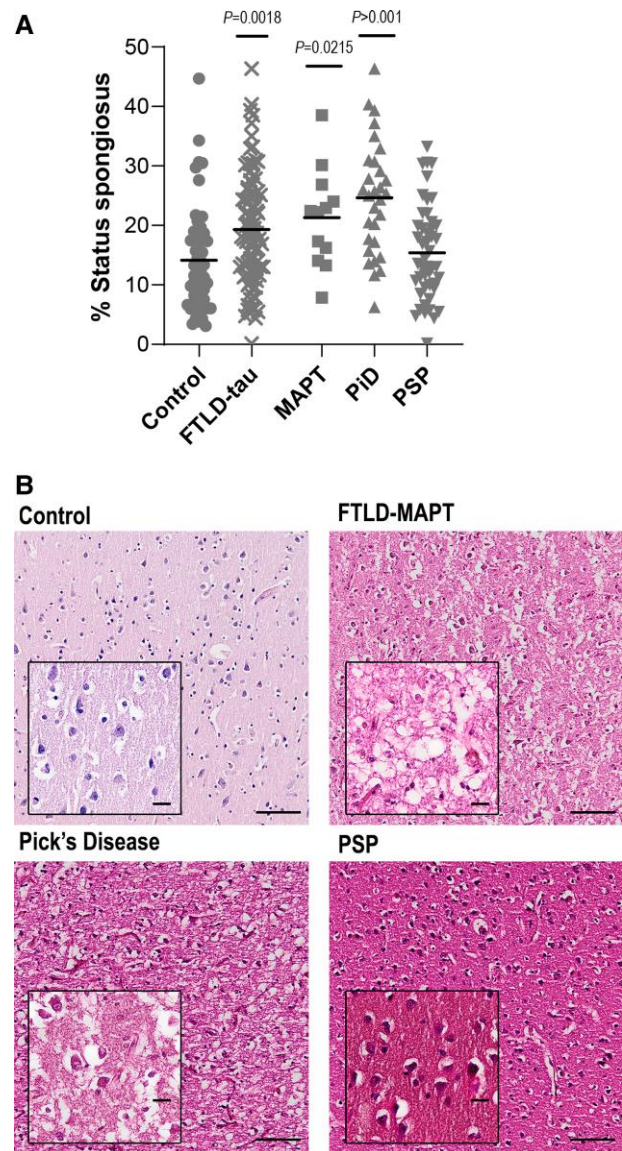 A
P=0.0018
P>0.001
P=0.0215
50
40
30
20
10
0
% Status spongiosus
Control
FTLD-tau
MAPT
PiD
PSP
B
Control
FTLD-MAPT
Pick's Disease
PSP